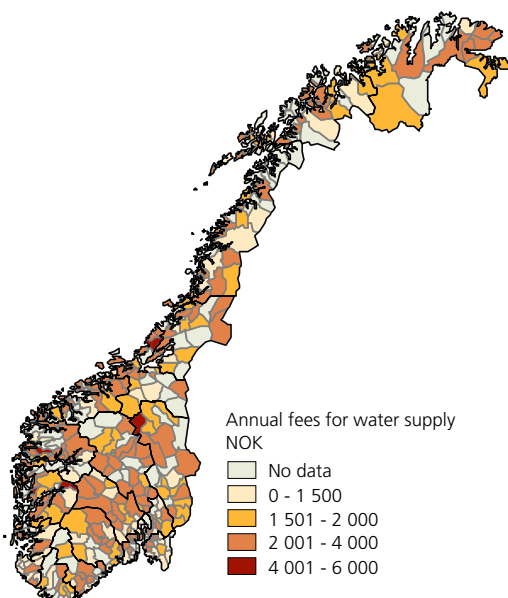 Annual fees for water supply
NOK
No data
0 - 1 500
1 501 - 2 000
2 001 - 4 000
4 001 - 6 000